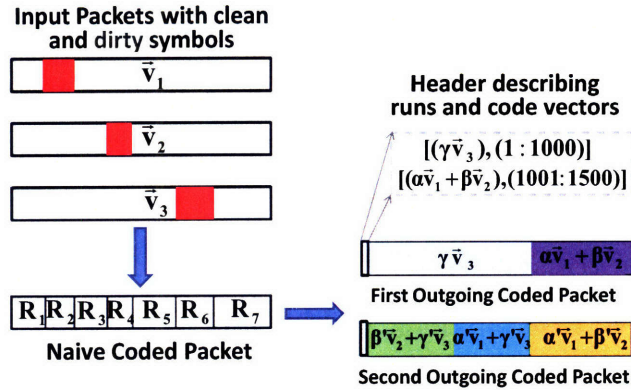 Input Packets with clean
and dirty symbols
v⃗₁
v⃗₂
v⃗₃
R₁ R₂ R₃ R₄ R₅ R₆ R₇
Naive Coded Packet
Header describing
runs and code vectors
[(γv⃗₃),(1 : 1000)]
[(αv⃗₁ + βv⃗₂),(1001: 1500)]
γ v⃗₃ αv⃗₁ + βv⃗₂
First Outgoing Coded Packet
β'v⃗₂ + γ'v⃗₃ α'v⃗₁ + γ'v⃗₃ α'v⃗₁ + β'v⃗₂
Second Outgoing Coded Packet